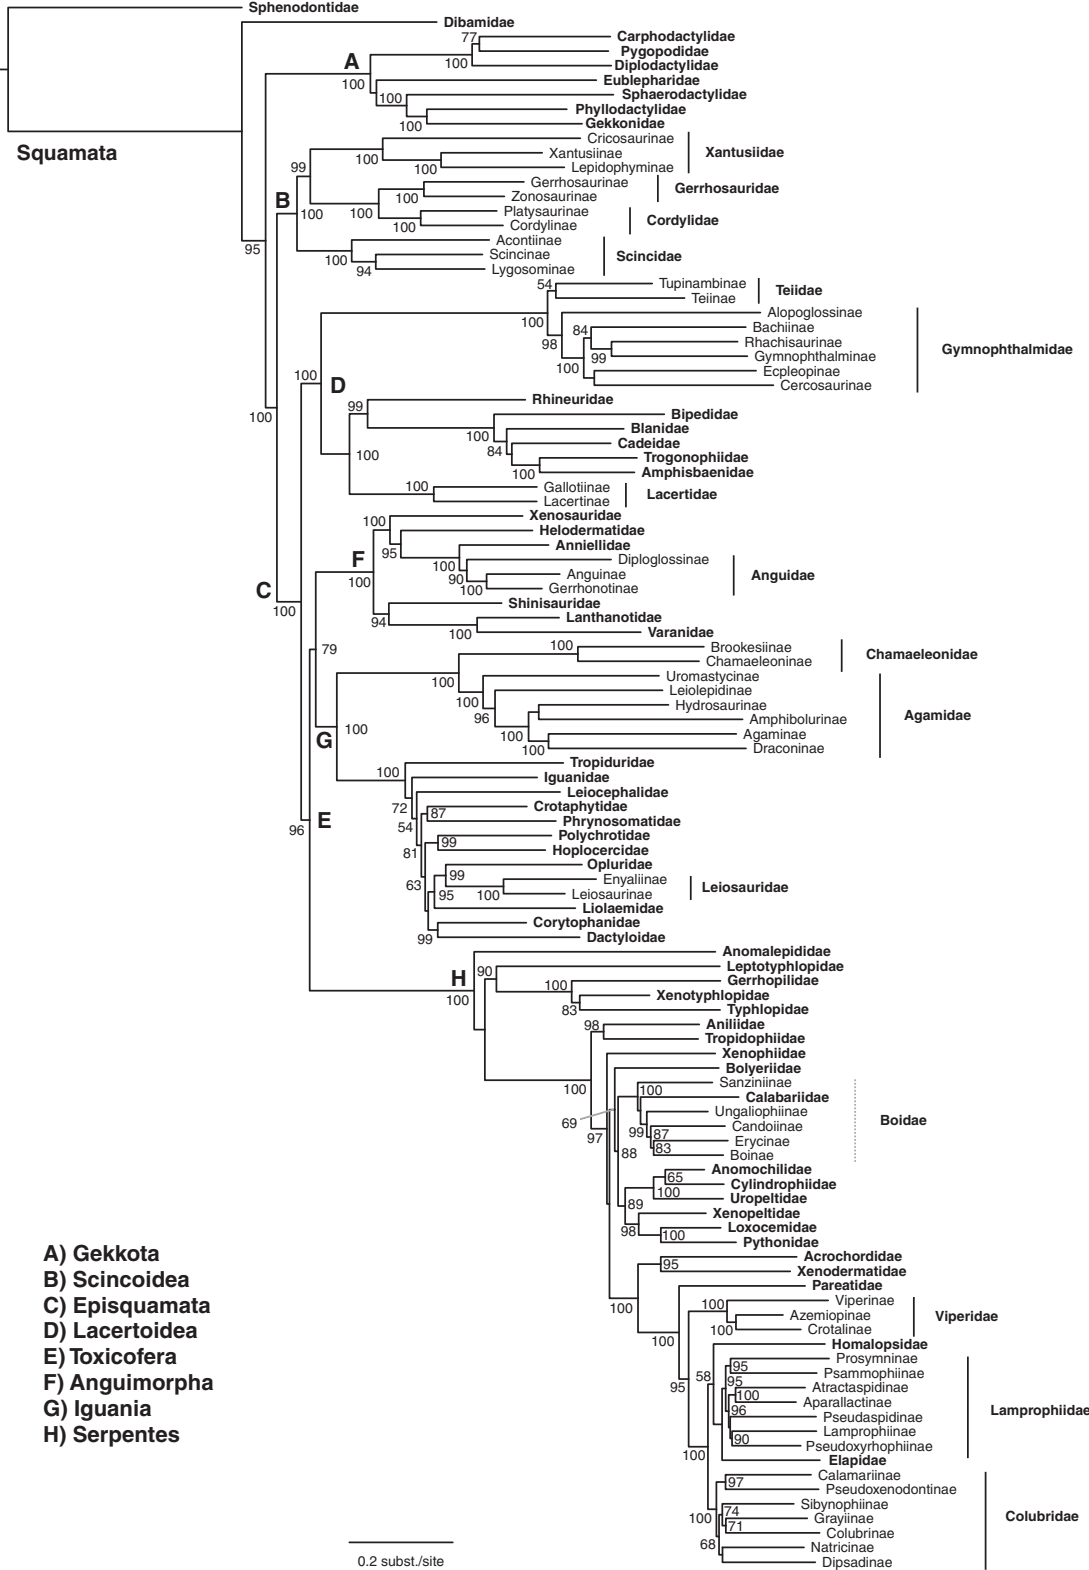 Sphenodontidae
Dibamidae
77
Carphodactylidae
Pygopodidae
100
Diplodactylidae
A
100
Eublepharidae
100
Sphaerodactylidae
Phyllodactylidae
100
Gekkonidae
Squamata
Cricosaurinae
100
Xantusiinae
Xantusiidae
99
100
Lepidophyminae
Gerrhosaurinae
Gerrhosauridae
B
100
Zonosaurinae
100
100
Platysaurinae
Cordylidae
100
Cordylinae
Acontiinae
95
100
Scincinae
Scincidae
94
Lygosominae
54
Tupinambinae
Teiidae
Teiinae
100
Alopoglossinae
84
Bachiinae
98
Rhachisaurinae
Gymnophthalmidae
99
Gymnophthalminae
100
Ecpleopinae
100
D
Cercosaurinae
99
Rhineuridae
100
Bipedidae
100
Blanidae
84
Cadeidae
100
Trogonophiidae
100
Amphisbaenidae
100
Gallotiinae
Lacertidae
Lacertinae
100
Xenosauridae
Helodermatidae
95
Anniellidae
F
100
Diploglossinae
100
90
Anguinae
Anguidae
C
100
Gerrhonotinae
100
Shinisauridae
94
Lanthanotidae
100
Varanidae
79
100
Brookesiinae
Chamaeleonidae
Chamaeleoninae
100
Uromastycinae
100
Leiolepidinae
96
Hydrosaurinae
Agamidae
100
G
100
Amphibolurinae
Agaminae
100
Draconinae
100
Tropiduridae
Iguanidae
72
Leiocephalidae
54
87
Crotaphytidae
96
E
Phrynosomatidae
81
99
Polychrotidae
Hoplocercidae
63
99
Opluridae
95
100
Enyaliinae
Leiosauridae
Leiosaurinae
Liolaemidae
Corytophanidae
99
Dactyloidae
H
Anomalepididae
100
90
Leptotyphlopidae
100
Gerrhopilidae
Xenotyphlopidae
83
Typhlopidae
98
Aniliidae
Tropidophiidae
Xenophiidae
100
Bolyeriidae
Sanziniinae
100
Calabariidae
69
Ungaliophiinae
Boidae
97
99
Candoiinae
87
Erycinae
88
83
Boinae
Anomochilidae
65
Cylindrophiidae
100
Uropeltidae
89
Xenopeltidae
98
Loxocemidae
100
Pythonidae
Acrochordidae
95
Xenodermatidae
100
Pareatidae
100
Viperinae
Viperidae
Azemiopinae
100
Crotalinae
100
Homalopsidae
Prosymninae
95
Psammophiinae
95
58
95
Atractaspidinae
100
Aparallactinae
96
Pseudaspidinae
Lamprophiidae
Lamprophiinae
90
Pseudoxyrhophiinae
100
Elapidae
Calamariinae
97
Pseudoxenodontinae
Sibynophiinae
74
100
Grayiinae
Colubridae
71
Colubrinae
68
Natricinae
Dipsadinae
A) Gekkota
B) Scincoidea
C) Episquamata
D) Lacertoidea
E) Toxicofera
F) Anguimorpha
G) Iguania
H) Serpentes
0.2 subst./site